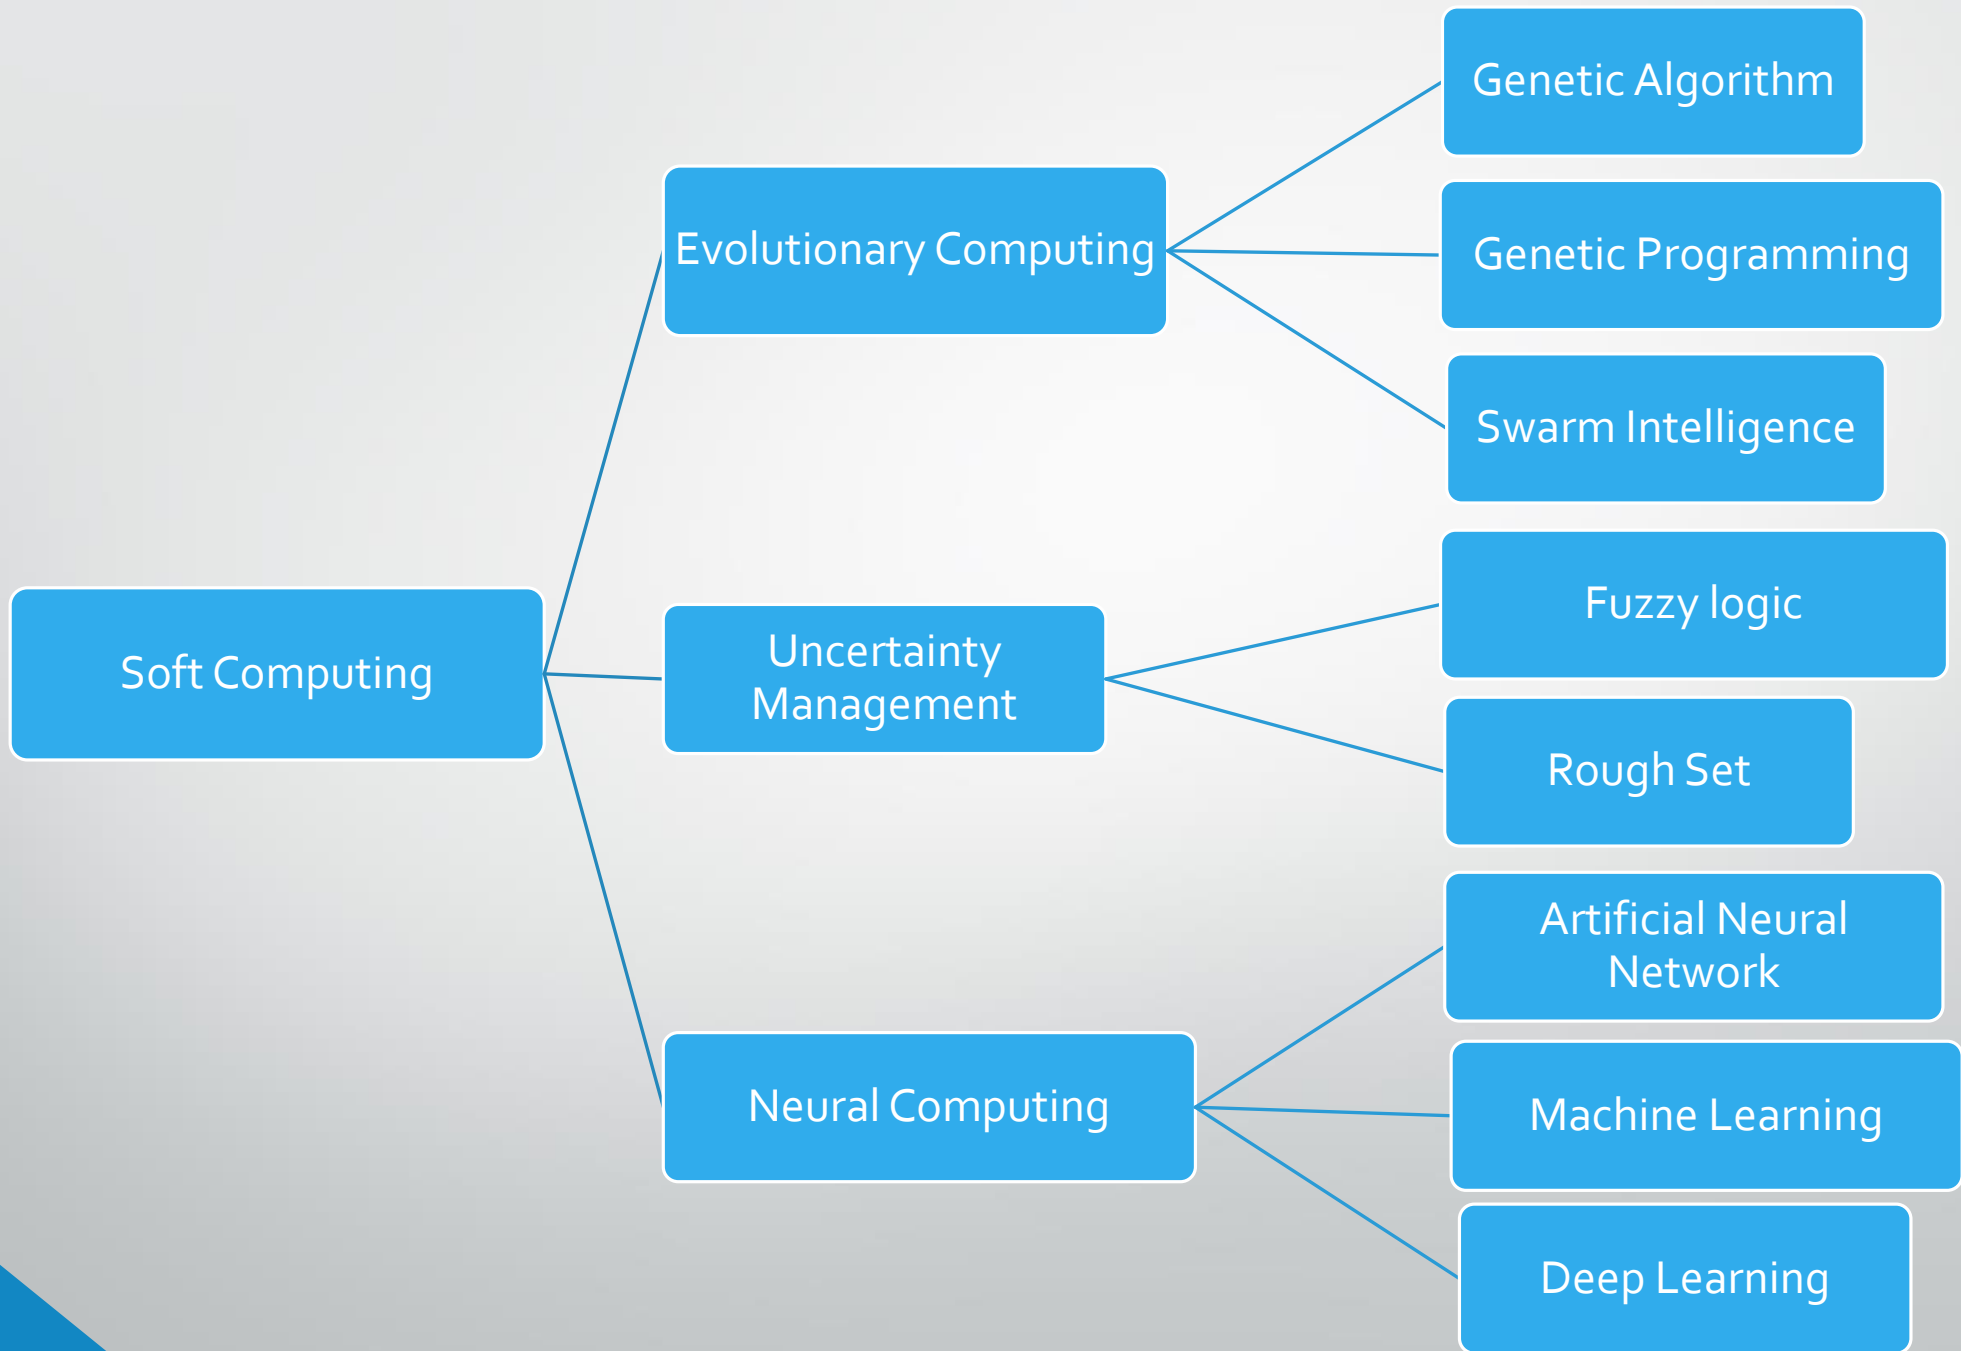 Soft Computing
Evolutionary Computing
Genetic Algorithm
Genetic Programming
Swarm Intelligence
Uncertainty
Management
Fuzzy logic
Rough Set
Neural Computing
Artificial Neural
Network
Machine Learning
Deep Learning